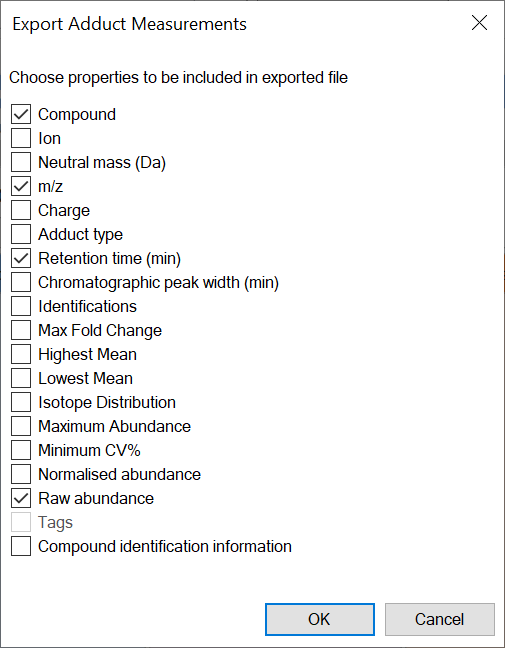 Export Adduct Measurements
Choose properties to be included in exported file
Compound
Ion
Neutral mass (Da)
m/z
Charge
Adduct type
Retention time (min)
Chromatographic peak width (min)
Identifications
Max Fold Change
Highest Mean
Lowest Mean
Isotope Distribution
Maximum Abundance
Minimum CV%
Normalised abundance
Raw abundance
Tags
Compound identification information
OK
Cancel